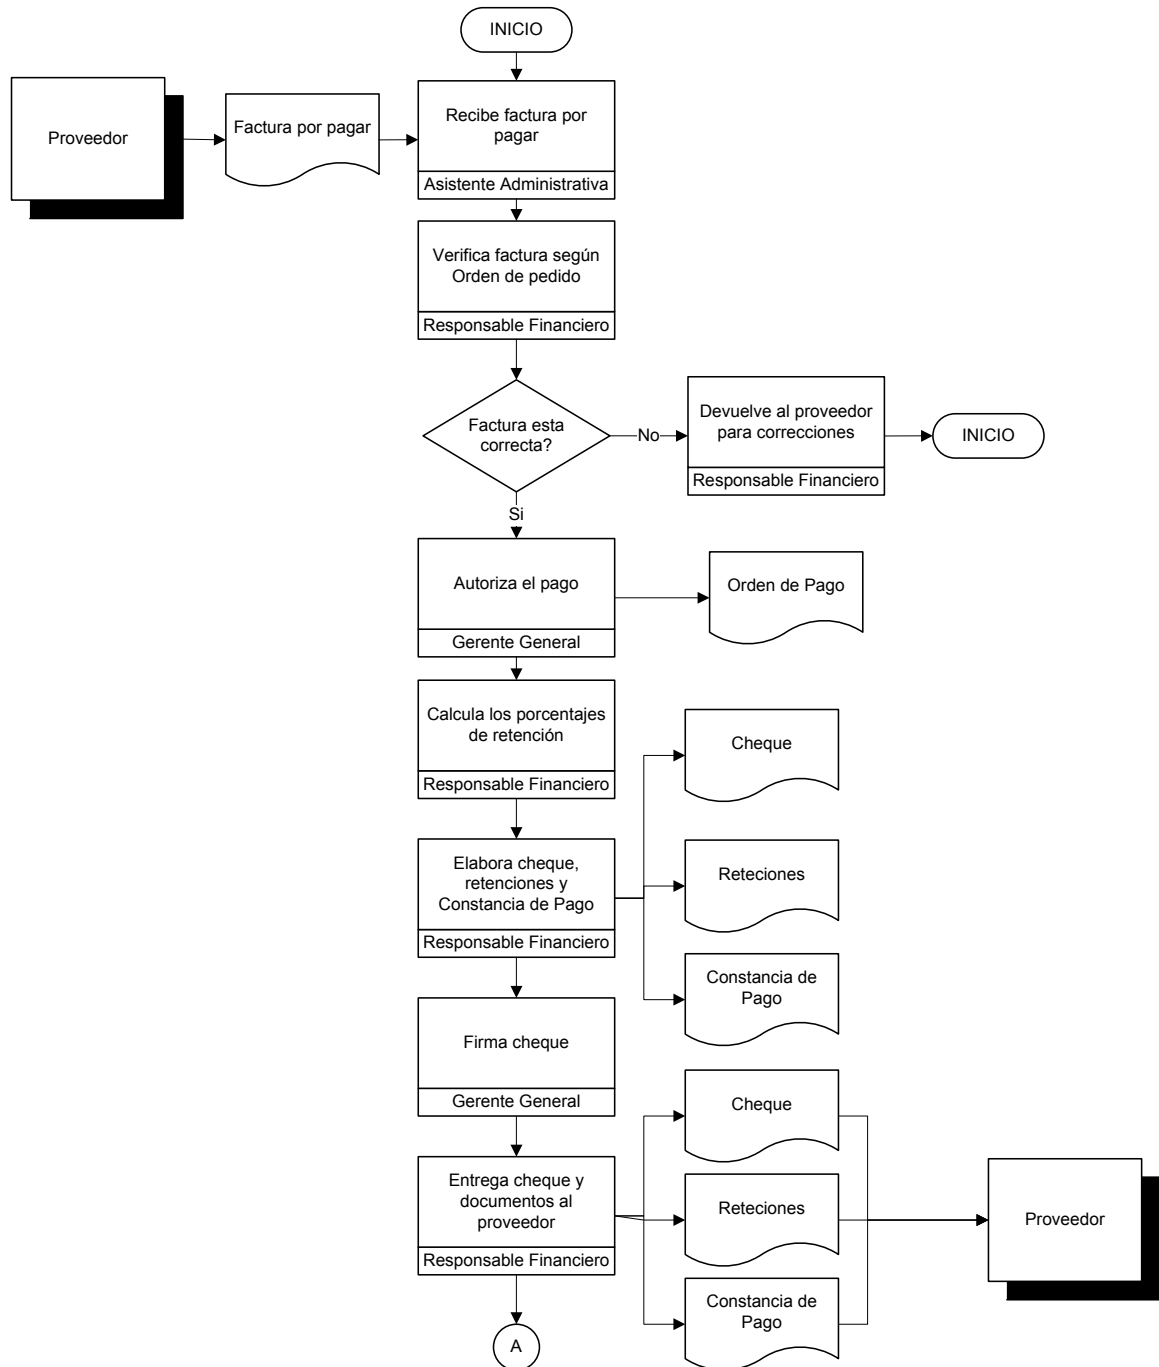 INICIO
Proveedor
Factura por pagar
Recibe factura por
pagar
Asistente Administrativa
Verifica factura según
Orden de pedido
Responsable Financiero
Factura esta
correcta?
No
Devuelve al proveedor
para correcciones
Responsable Financiero
INICIO
Si
Autoriza el pago
Gerente General
Orden de Pago
Calcula los porcentajes
de retención
Responsable Financiero
Cheque
Elabora cheque,
retenciones y
Constancia de Pago
Responsable Financiero
Reteciones
Constancia de
Pago
Firma cheque
Gerente General
Cheque
Entrega cheque y
documentos al
proveedor
Responsable Financiero
Reteciones
Proveedor
Constancia de
Pago
A